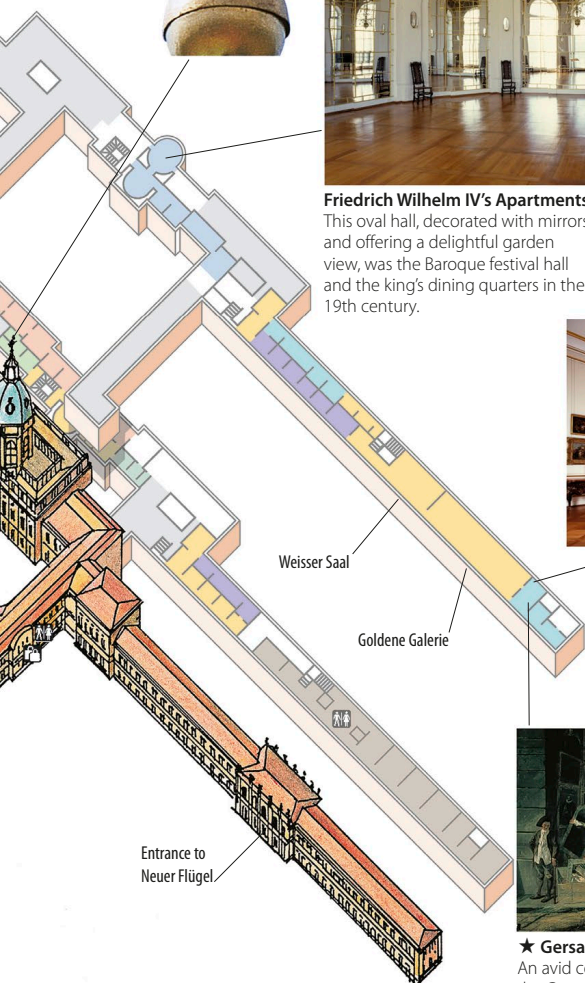 Friedrich Wilhelm IV's Apartments
This oval hall, decorated with mirrors
and offering a delightful garden
view, was the Baroque festival hall
and the king's dining quarters in the
19th century.
Weisser Saal
Goldene Galerie
Entrance to
Neuer Flügel
★ Gersa
An avid co